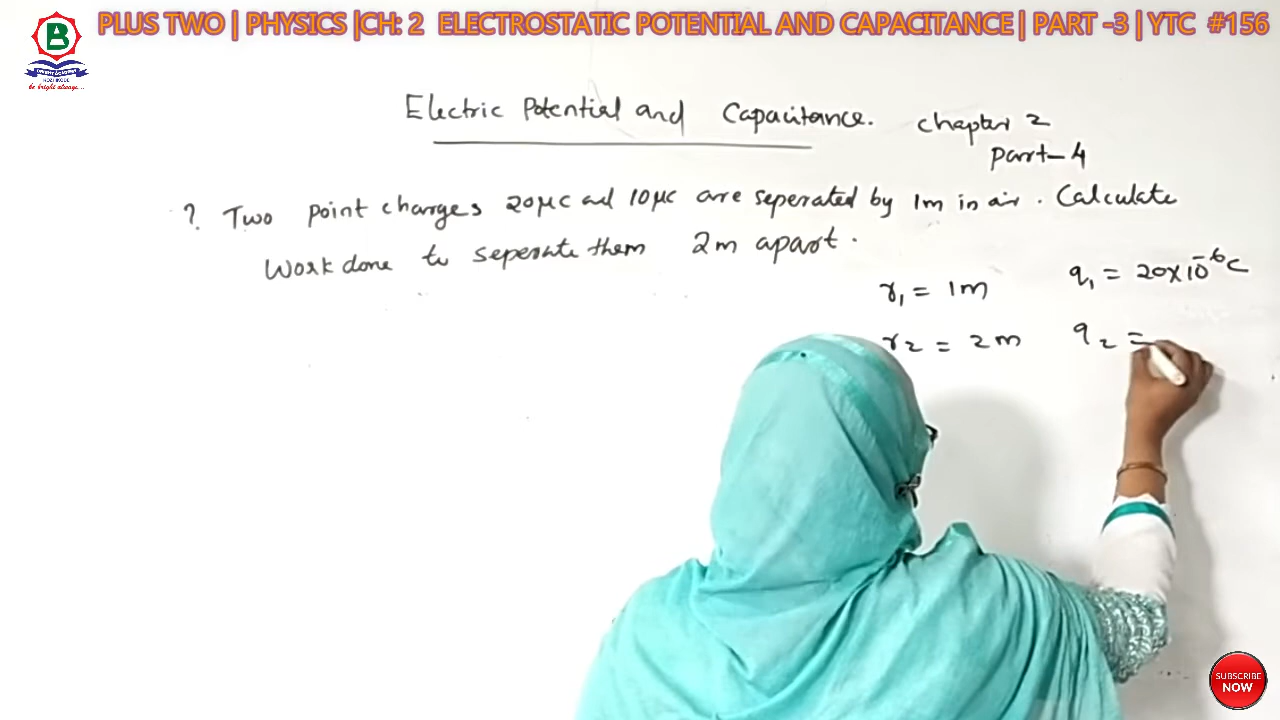 PLUS TWO | PHYSICS |CH: 2 ELECTROSTATIC POTENTIAL AND CAPACITANCE | PART -3 | YTC #156
B
be bright always...
Electric Potential and Capacitance. Chapter 2
Part-4
? Two point charges 20μC and 10μC are seperated by 1m in air. Calculate
Work done to seperate them 2m apart.
r₁ = 1m q₁ = 20×10⁻⁶C
r₂ = 2m q₂ =
SUBSCRIBE
NOW